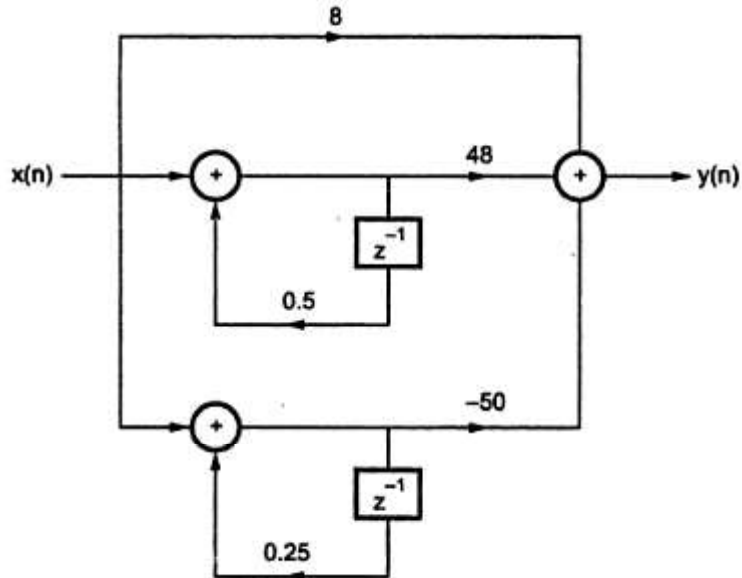 8
x(n)
+
48
+
y(n)
z⁻¹
0.5
+
–50
z⁻¹
0.25